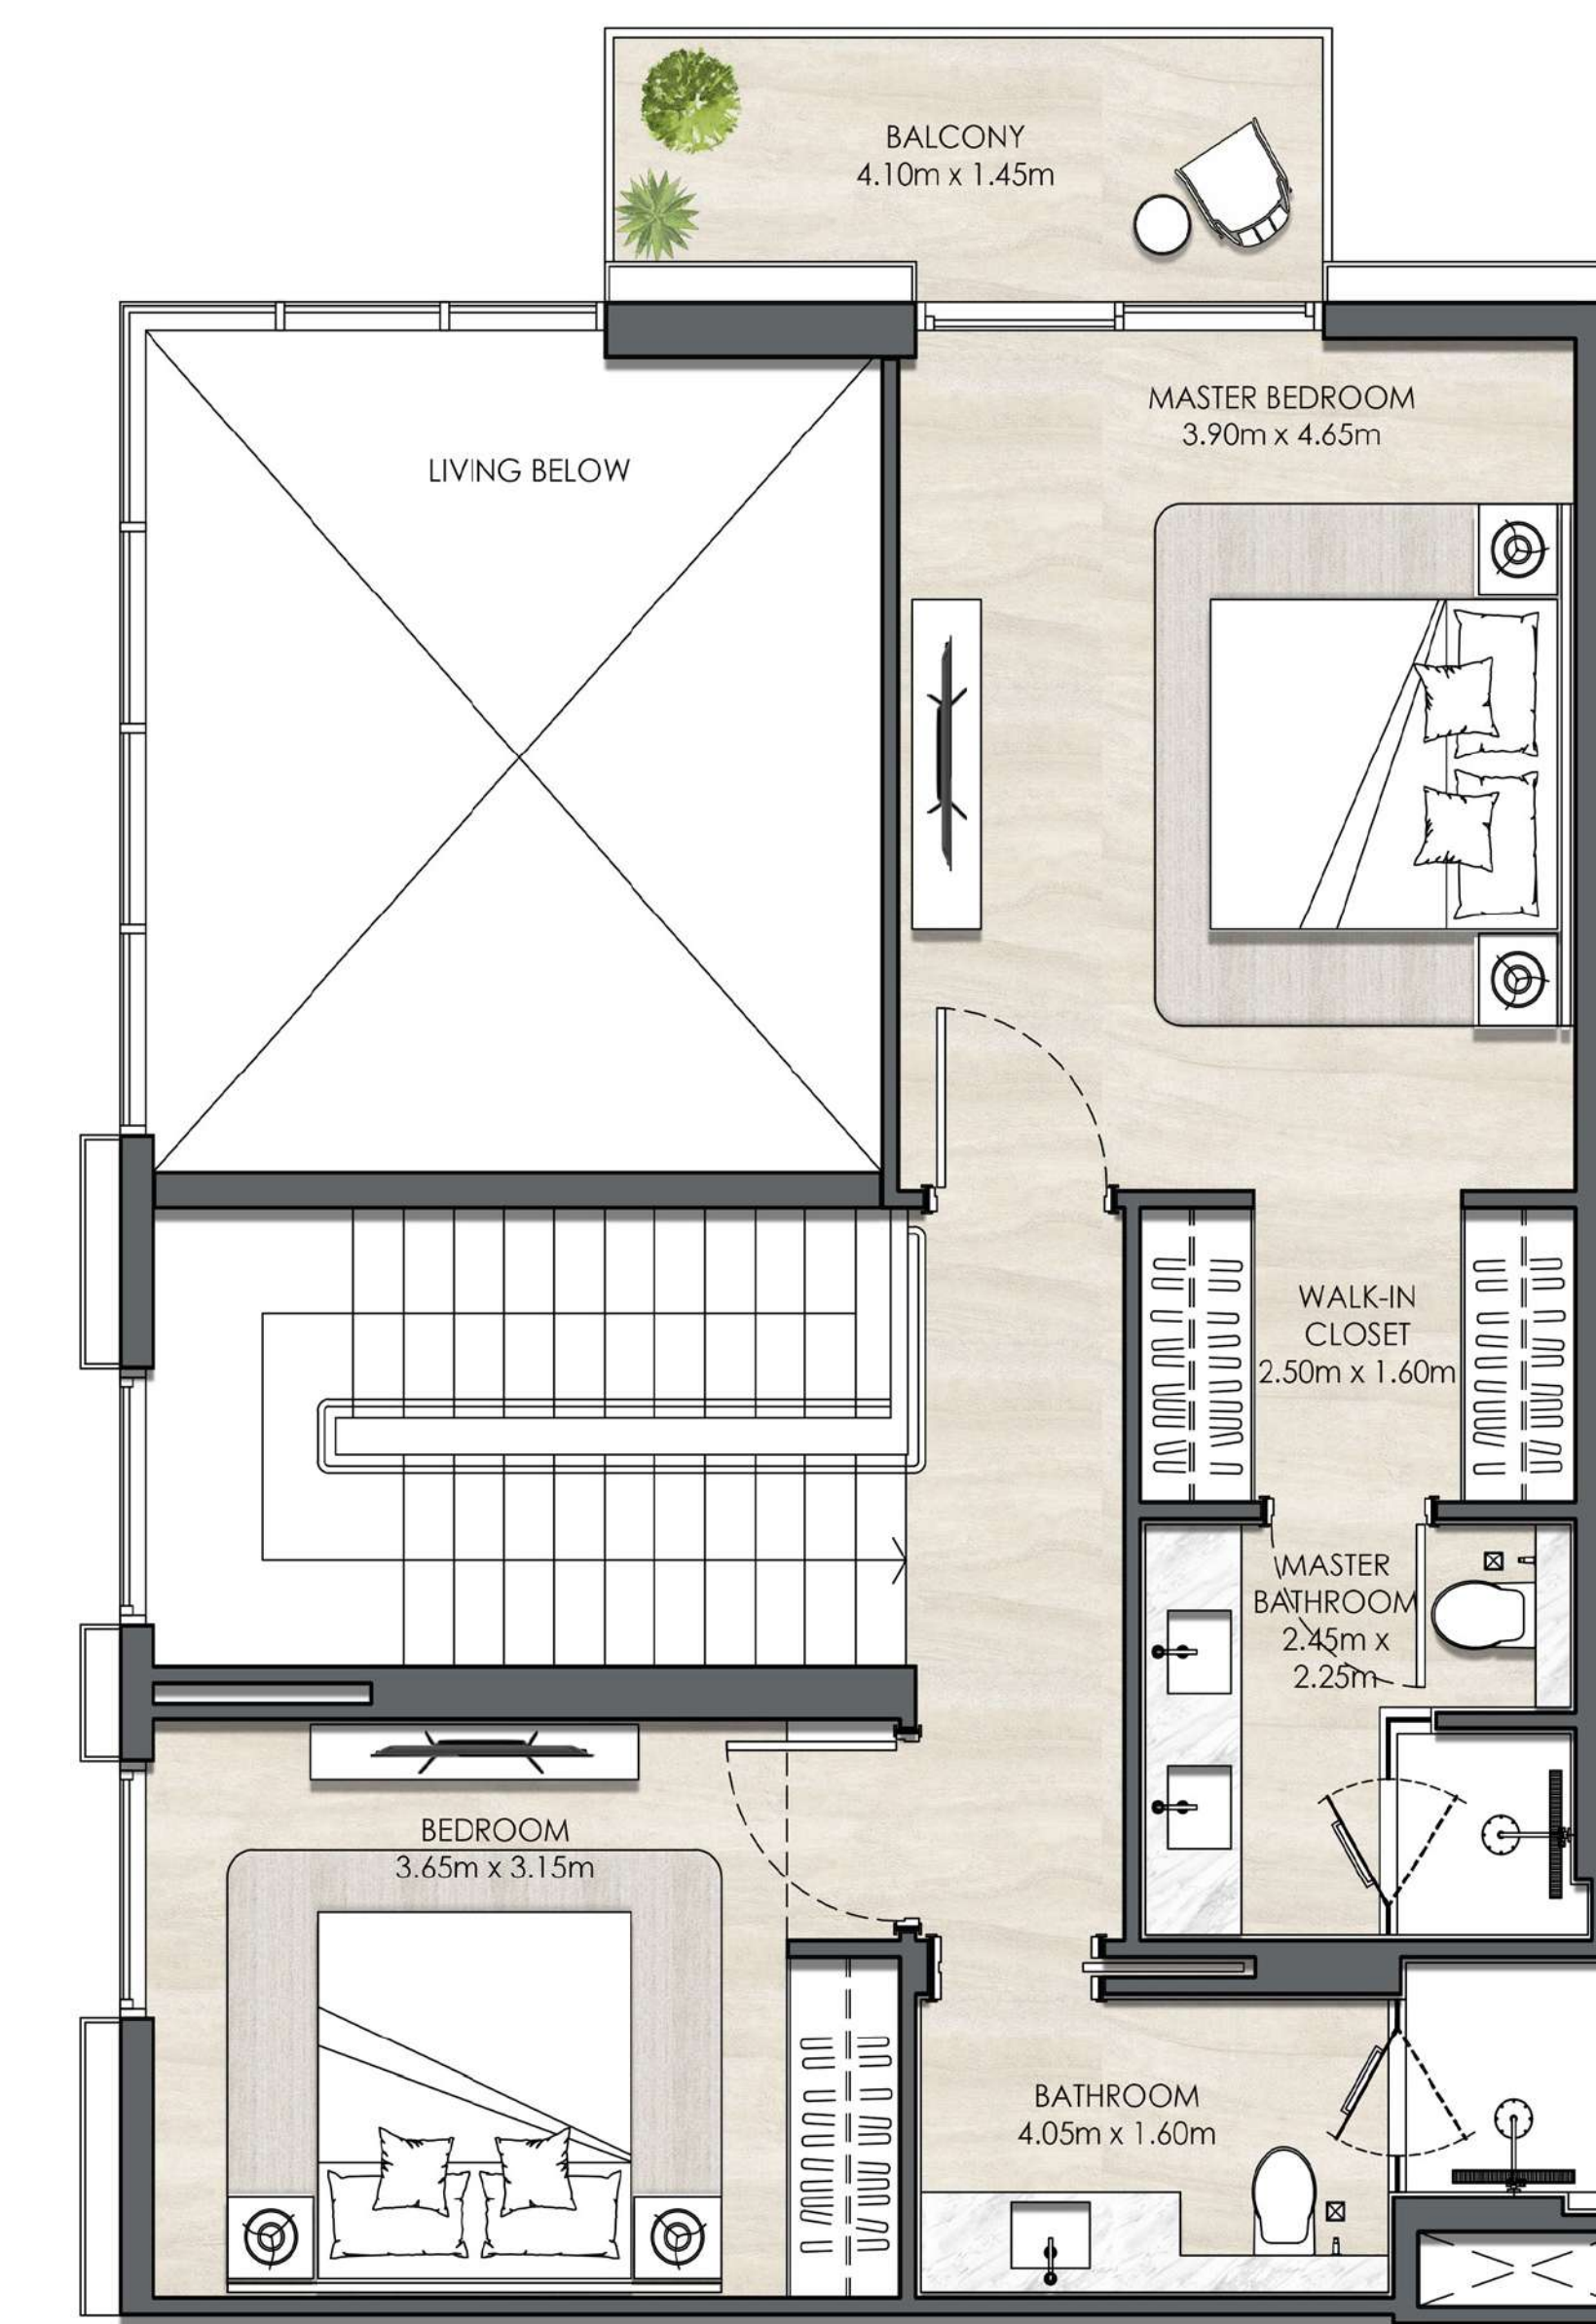 BALCONY
4.10m x 1.45m
MASTER BEDROOM
3.90m x 4.65m
LIVING BELOW
WALK-IN
CLOSET
2.50m x 1.60m
MASTER
BATHROOM
2.45m x
2.25m
BEDROOM
3.65m x 3.15m
BATHROOM
4.05m x 1.60m